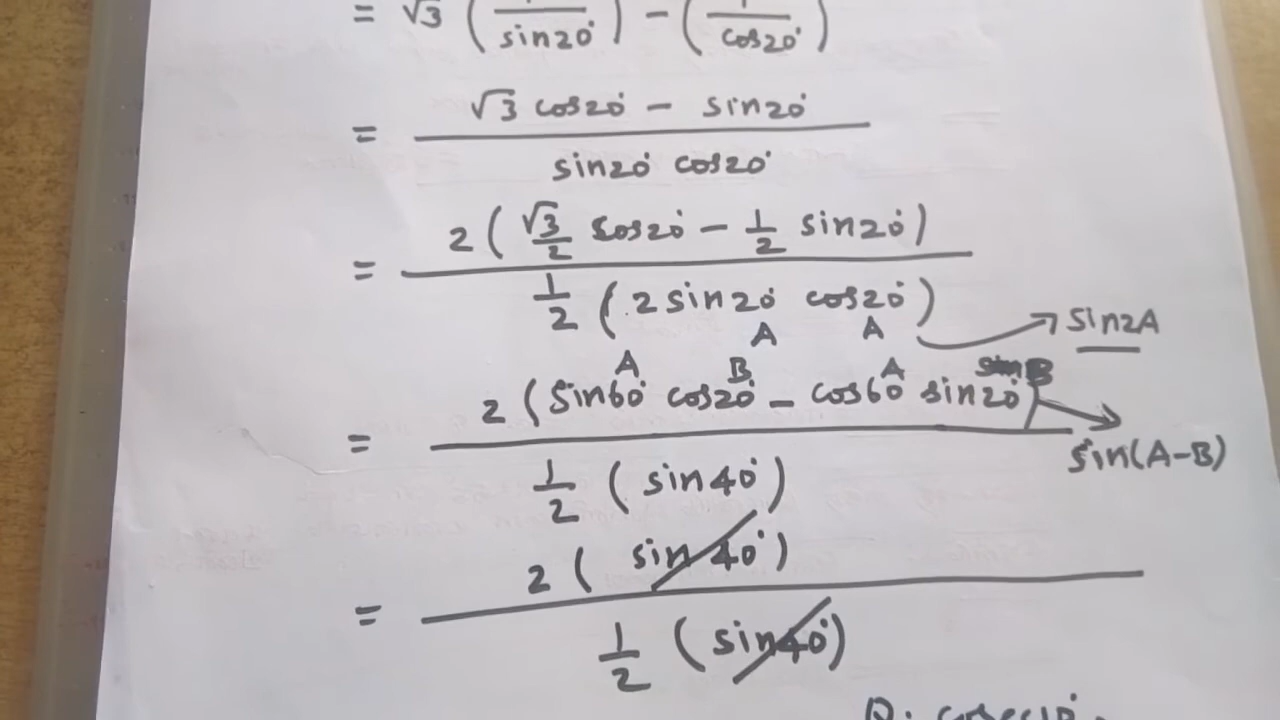 = √3 (1/sin20°) − (1/cos20°)
= √3 cos20° − sin20° / sin20° cos20°
= 2 (√3/2 cos20° − 1/2 sin20°) / 1/2 (2 sin20° cos20°)
A A
sin2A
A B A B
= 2 (sin60° cos20° − cos60° sin20°) / 1/2 (sin40°)
sin(A−B)
= 2 (sin40°) / 1/2 (sin40°)